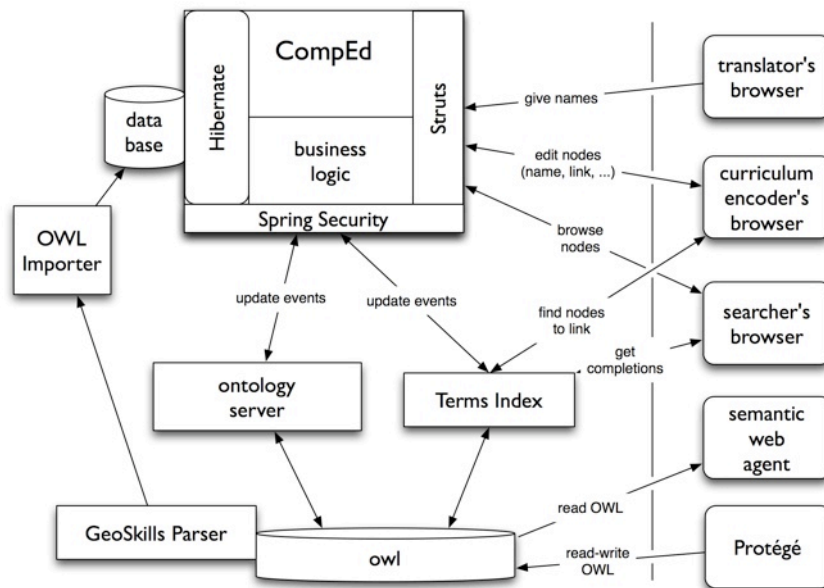 CompEd
Hibernate
Struts
business
logic
Spring Security
data
base
OWL
Importer
translator's
browser
give names
edit nodes
(name, link, ...)
curriculum
encoder's
browser
browse
nodes
update events
update events
find nodes
to link
searcher's
browser
get
completions
ontology
server
Terms Index
semantic
web
agent
read OWL
GeoSkills Parser
owl
read-write
OWL
Protégé